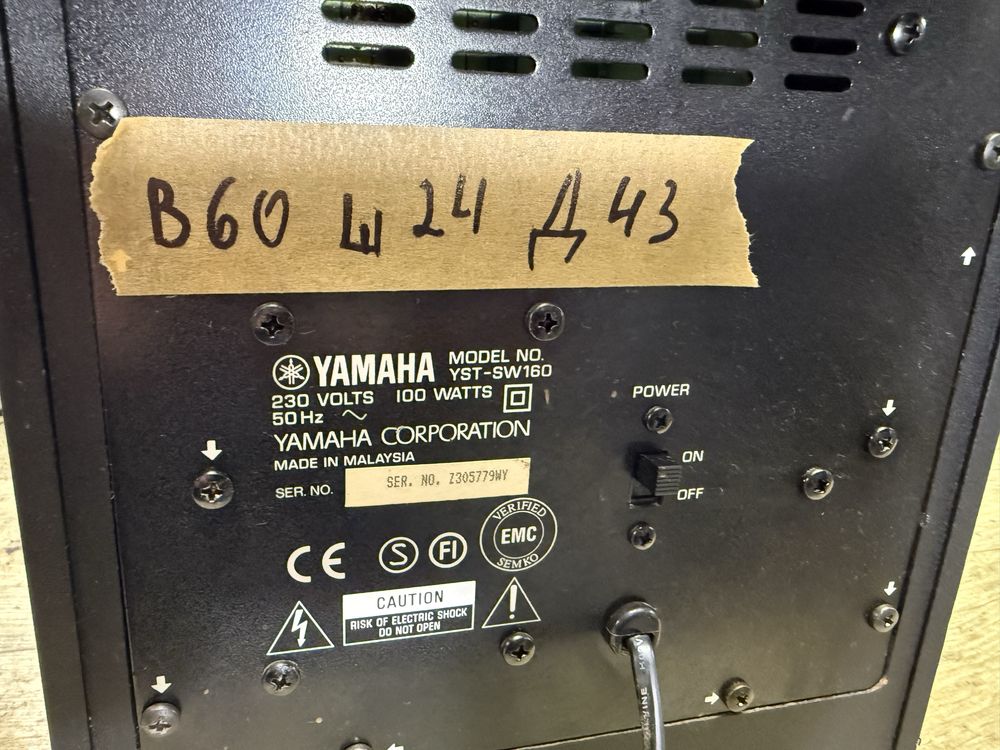 В60 Ш24 Д43
YAMAHA MODEL NO. YST-SW160
230 VOLTS 100 WATTS
50Hz ~
YAMAHA CORPORATION
MADE IN MALAYSIA
SER. NO. SER. NO. Z305779WY
POWER
ON
OFF
CE S FI VERIFIED EMC SEMKO
CAUTION
RISK OF ELECTRIC SHOCK
DO NOT OPEN